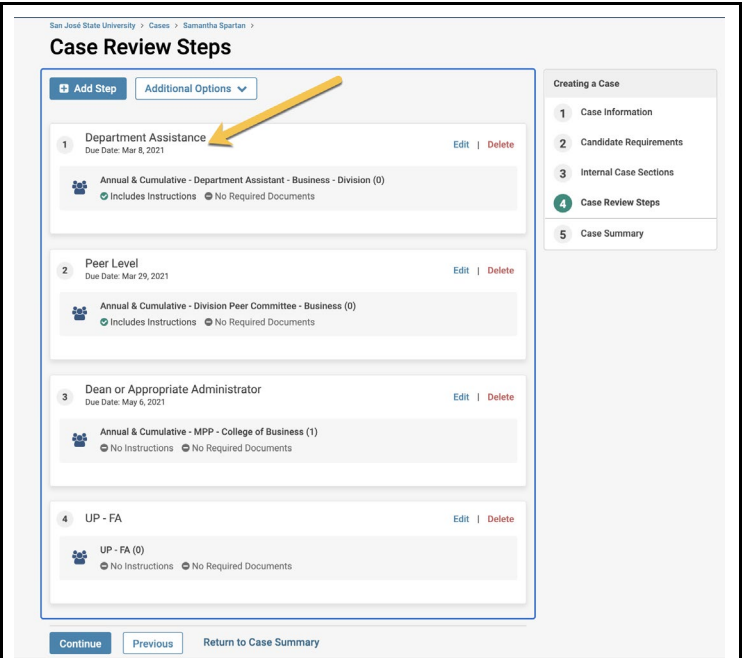 San José State University > Cases > Samantha Spartan >
Case Review Steps
Add Step
Additional Options
1
Department Assistance
Due Date: Mar 8, 2021
Edit | Delete
Annual & Cumulative - Department Assistant - Business - Division (0)
Includes Instructions No Required Documents
2
Peer Level
Due Date: Mar 29, 2021
Edit | Delete
Annual & Cumulative - Division Peer Committee - Business (0)
Includes Instructions No Required Documents
3
Dean or Appropriate Administrator
Due Date: May 6, 2021
Edit | Delete
Annual & Cumulative - MPP - College of Business (1)
No Instructions No Required Documents
4 UP - FA
Edit | Delete
UP - FA (0)
No Instructions No Required Documents
Continue
Previous
Return to Case Summary
Creating a Case
1 Case Information
2 Candidate Requirements
3 Internal Case Sections
4 Case Review Steps
5 Case Summary